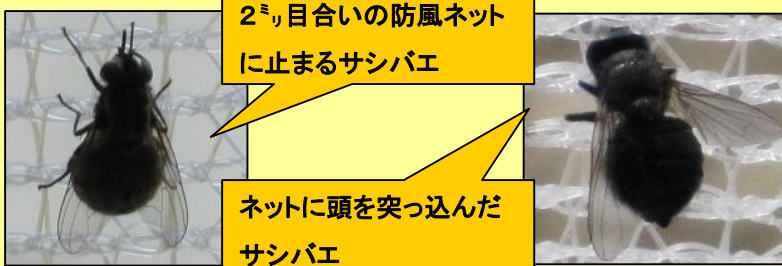 2㍉目合いの防風ネット
に止まるサシバエ
ネットに頭を突っ込んだ
サシバエ